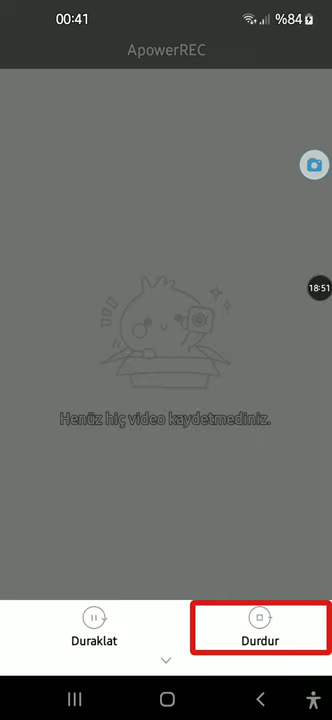 00:41
%84
ApowerREC
18:51
Henüz hiç video kaydetmediniz.
Duraklat
Durdur